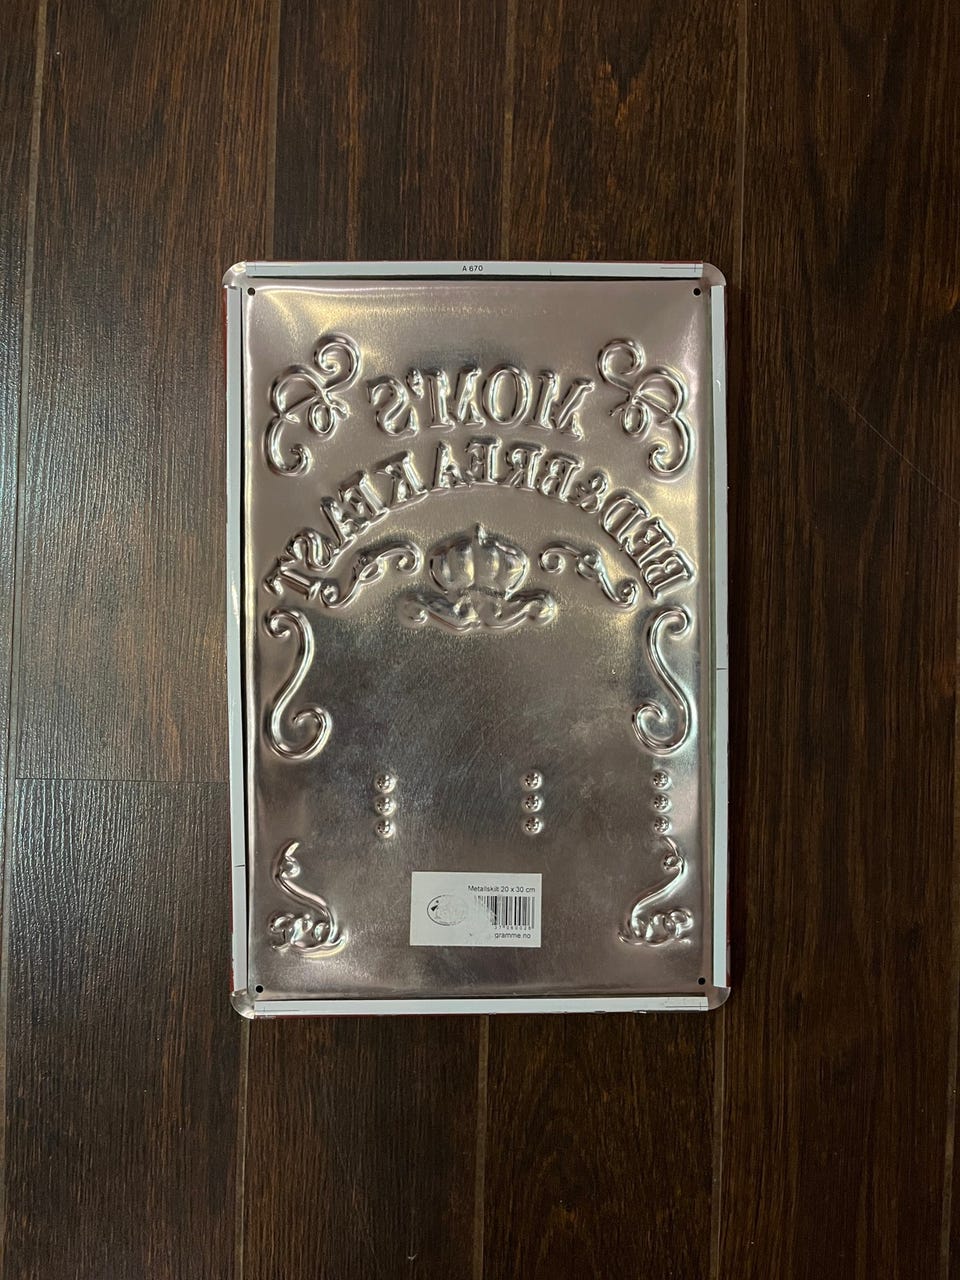 A 670
MOM'S
BED & BREAKFAST
Metallskilt 20 x 30 cm
gramme.no